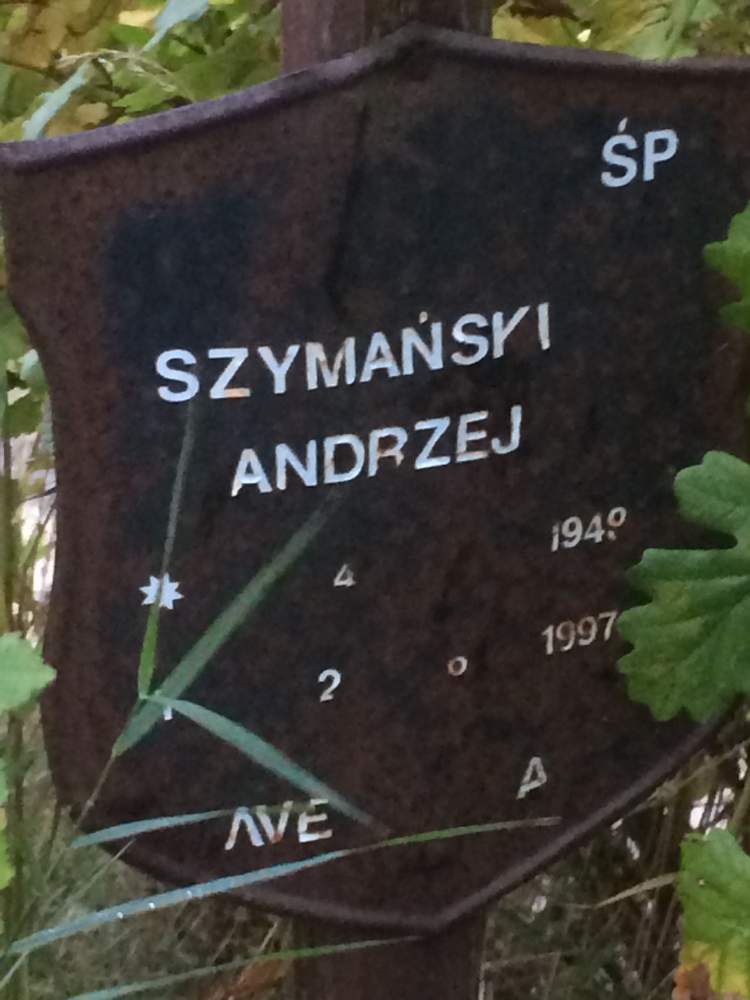 ŚP
SZYMAŃSKI
ANDRZEJ
4
2 1997
AVE A